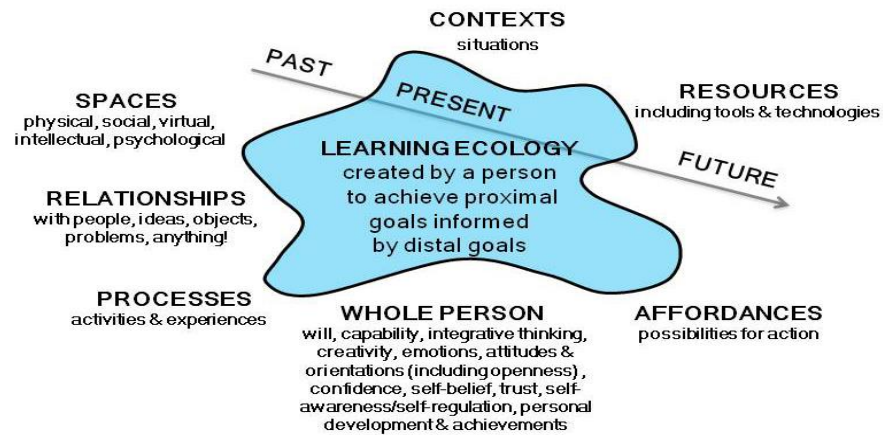 CONTEXTS
situations
PAST
PRESENT
FUTURE
SPACES
physical, social, virtual,
intellectual, psychological
RESOURCES
including tools & technologies
LEARNING ECOLOGY
created by a person
to achieve proximal
goals informed
by distal goals
RELATIONSHIPS
with people, ideas, objects,
problems, anything!
PROCESSES
activities & experiences
WHOLE PERSON
will, capability, integrative thinking,
creativity, emotions, attitudes &
orientations (including openness) ,
confidence, self-belief, trust, self-
awareness/self-regulation, personal
development & achievements
AFFORDANCES
possibilities for action